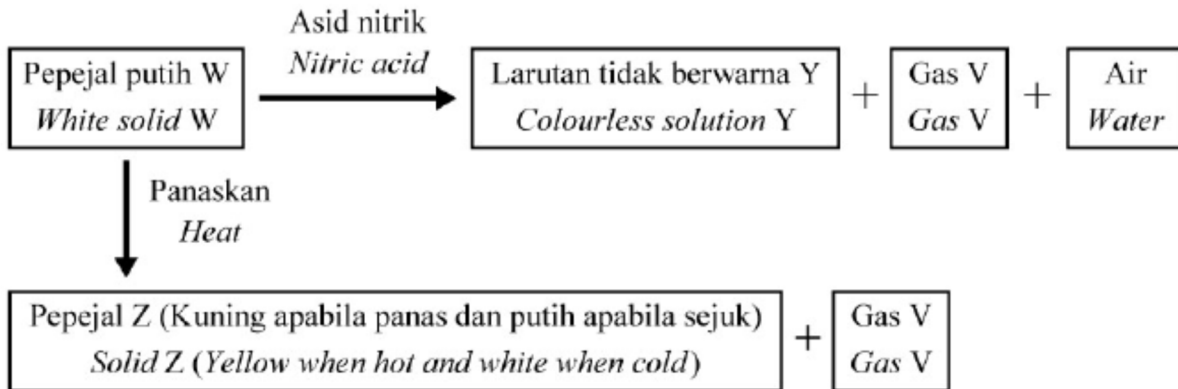 Asid nitrik
Nitric acid
Pepejal putih W
White solid W
Larutan tidak berwarna Y
Colourless solution Y
+
Gas V
Gas V
+
Air
Water
Panaskan
Heat
Pepejal Z (Kuning apabila panas dan putih apabila sejuk)
Solid Z (Yellow when hot and white when cold)
+
Gas V
Gas V